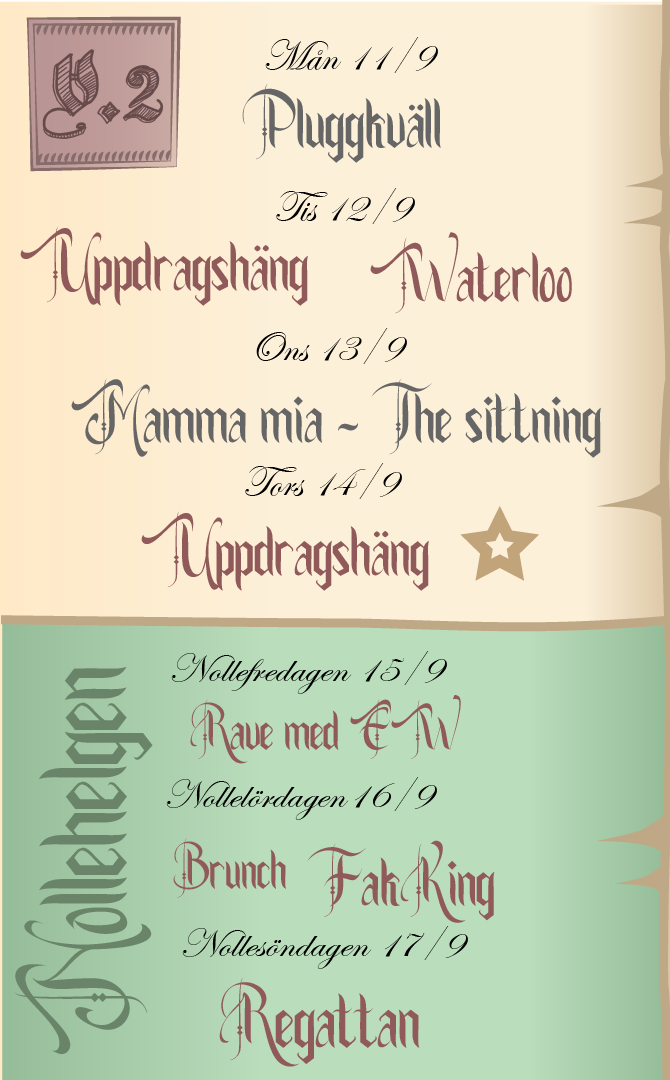 V.2
Mån 11/9
Pluggkväll
Tis 12/9
Uppdragshäng Waterloo
Ons 13/9
Mamma mia - The sittning
Tors 14/9
Uppdragshäng
Nollehelgen
Nollefredagen 15/9
Rave med EW
Nollelördagen 16/9
Brunch FakKing
Nollesöndagen 17/9
Regattan